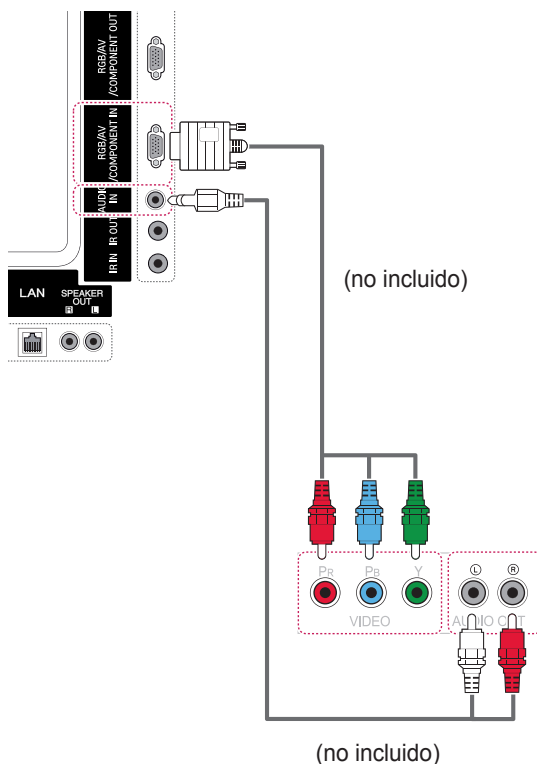 RGB/AV
/COMPONENT OUT
RGB/AV
/COMPONENT IN
AUDIO
IN
IR OUT
IR IN
LAN
SPEAKER
OUT
R L
(no incluido)
PR PB Y
VIDEO
L R
AUDIO OUT
(no incluido)